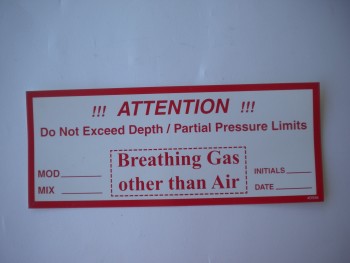 !!! ATTENTION !!!
Do Not Exceed Depth / Partial Pressure Limits
MOD
MIX
Breathing Gas
other than Air
INITIALS
DATE